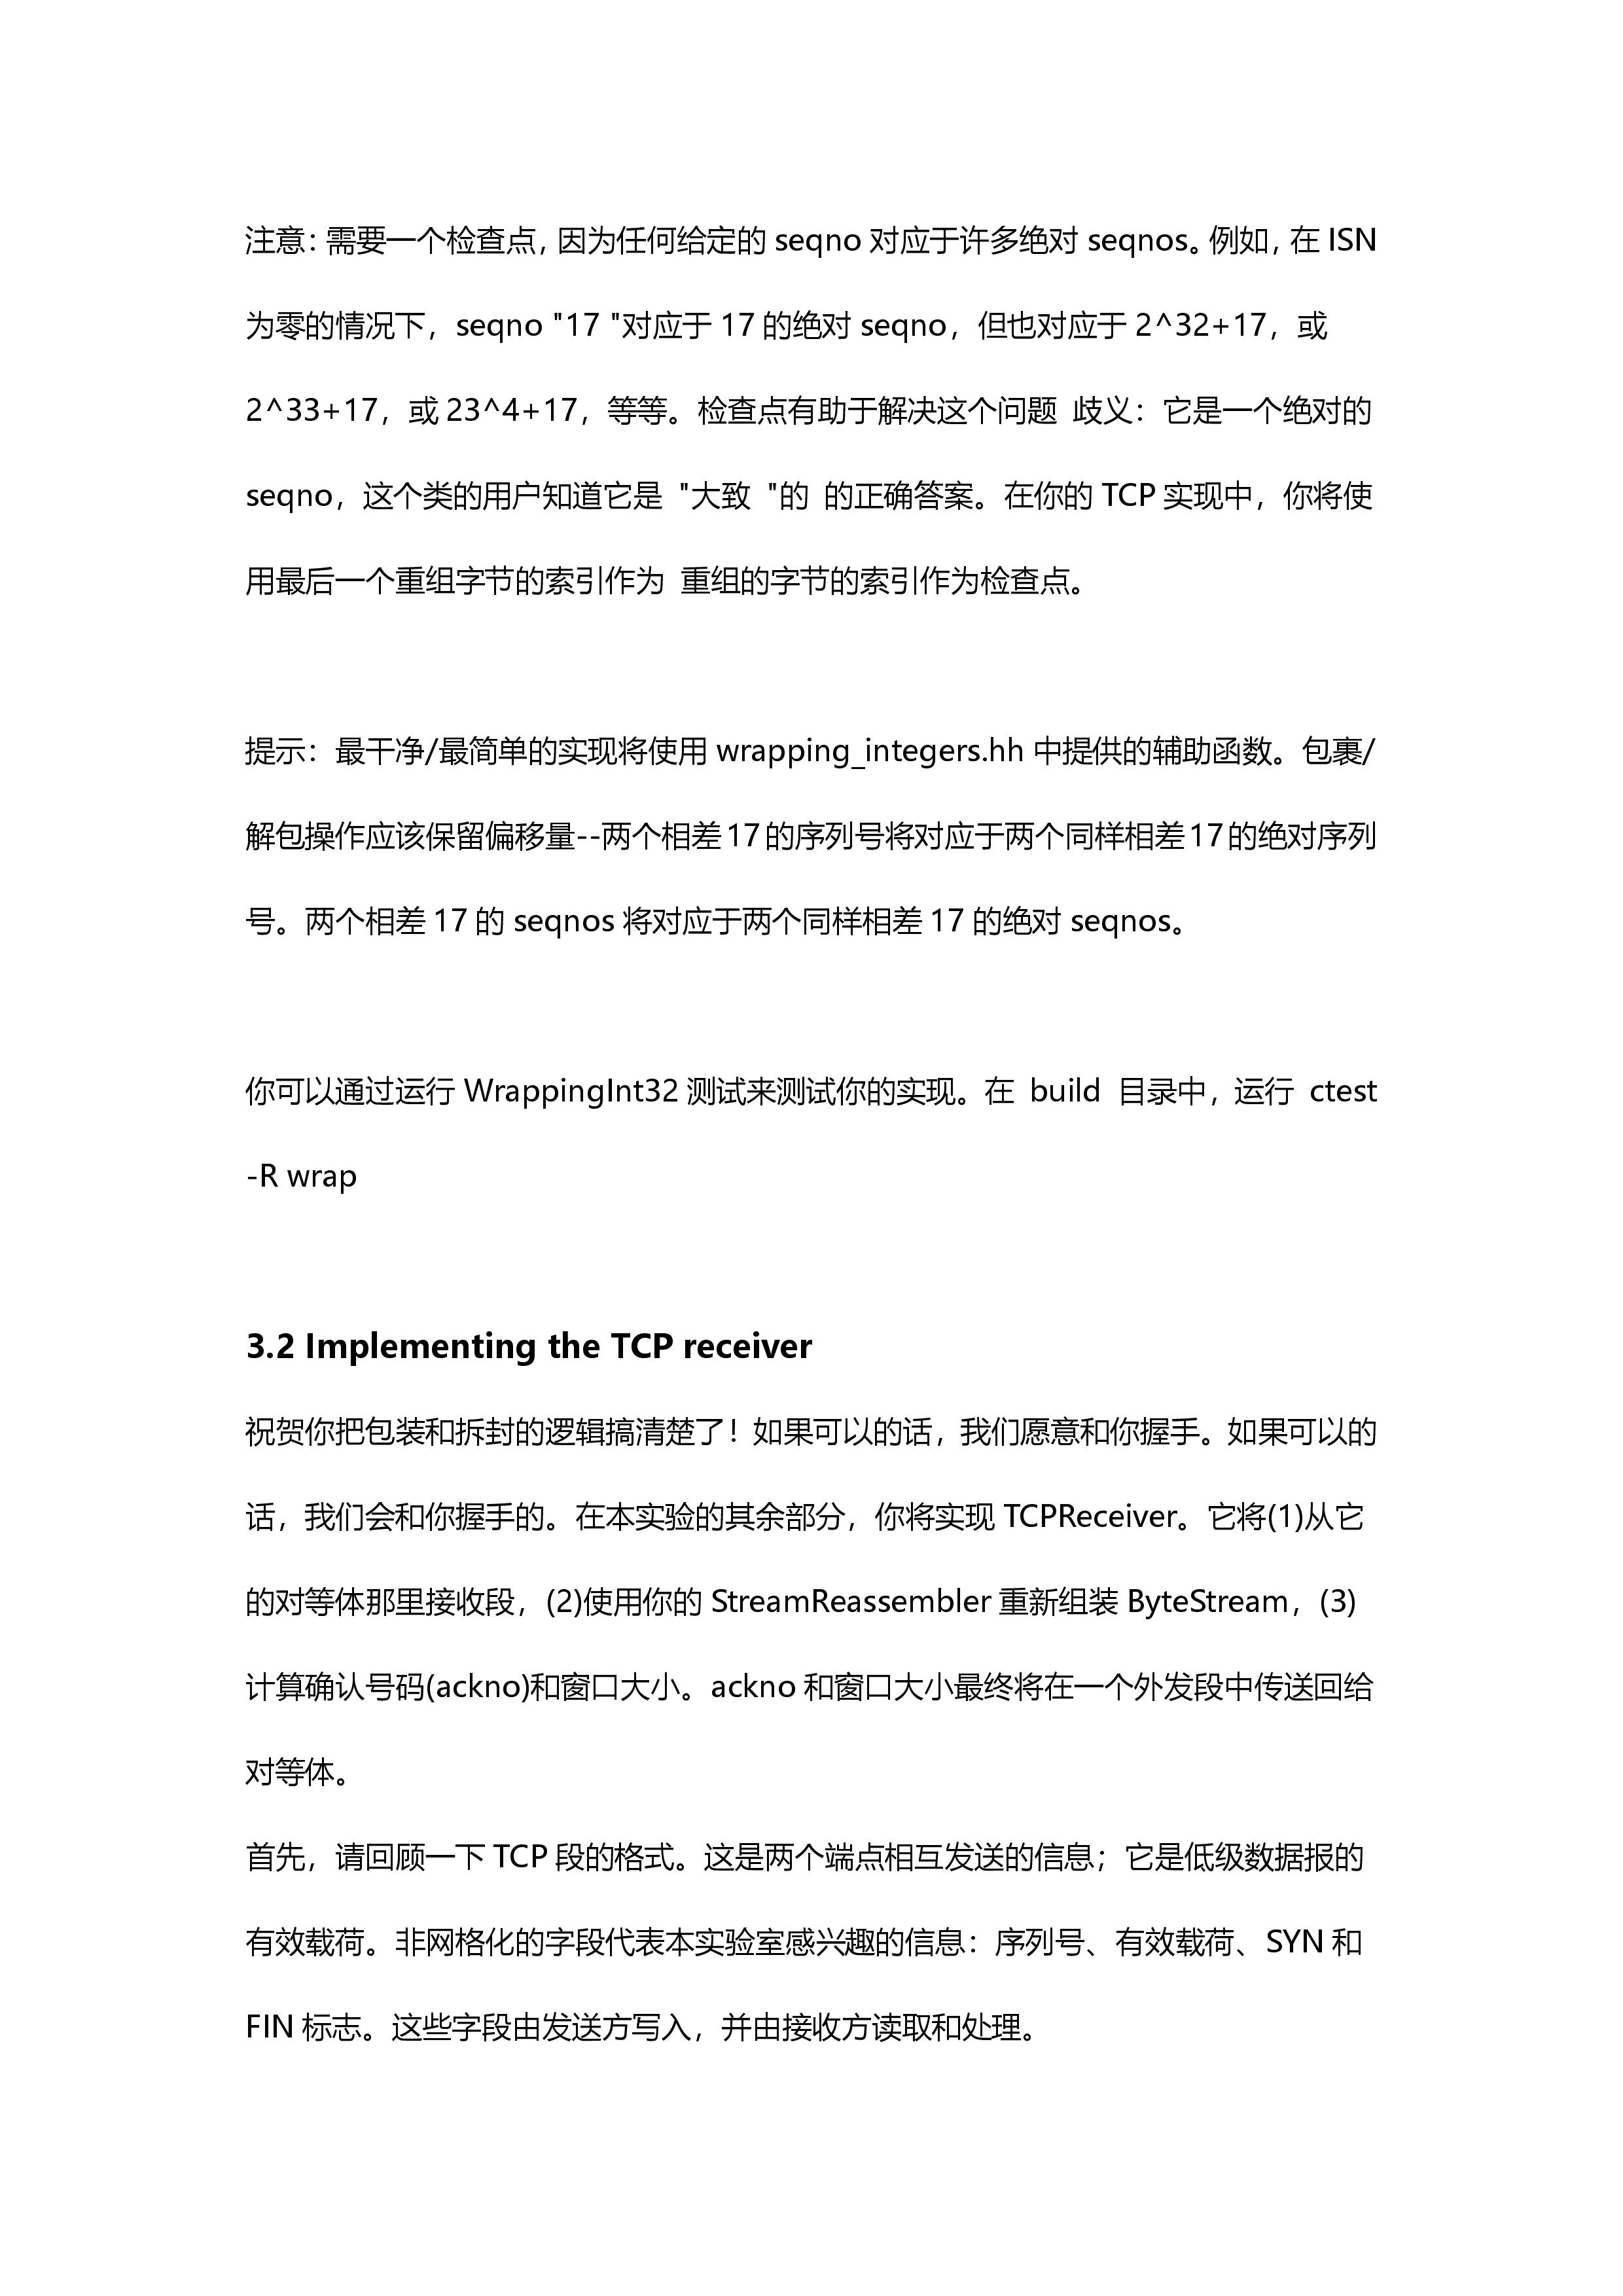 注意：需要一个检查点，因为任何给定的 seqno 对应于许多绝对 seqnos。例如，在 ISN
为零的情况下，seqno "17 "对应于 17 的绝对 seqno，但也对应于 2^32+17，或
2^33+17，或 23^4+17，等等。检查点有助于解决这个问题 歧义：它是一个绝对的
seqno，这个类的用户知道它是 "大致 "的 的正确答案。在你的 TCP 实现中，你将使
用最后一个重组字节的索引作为 重组的字节的索引作为检查点。
提示：最干净/最简单的实现将使用 wrapping_integers.hh 中提供的辅助函数。包裹/
解包操作应该保留偏移量--两个相差 17 的序列号将对应于两个同样相差 17 的绝对序列
号。两个相差 17 的 seqnos 将对应于两个同样相差 17 的绝对 seqnos。
你可以通过运行 WrappingInt32 测试来测试你的实现。在 build 目录中，运行 ctest
-R wrap
3.2 Implementing the TCP receiver
祝贺你把包装和拆封的逻辑搞清楚了！如果可以的话，我们愿意和你握手。如果可以的
话，我们会和你握手的。在本实验的其余部分，你将实现 TCPReceiver。它将(1)从它
的对等体那里接收段，(2)使用你的 StreamReassembler 重新组装 ByteStream，(3)
计算确认号码(ackno)和窗口大小。ackno 和窗口大小最终将在一个外发段中传送回给
对等体。
首先，请回顾一下 TCP 段的格式。这是两个端点相互发送的信息；它是低级数据报的
有效载荷。非网格化的字段代表本实验室感兴趣的信息：序列号、有效载荷、SYN 和
FIN 标志。这些字段由发送方写入，并由接收方读取和处理。